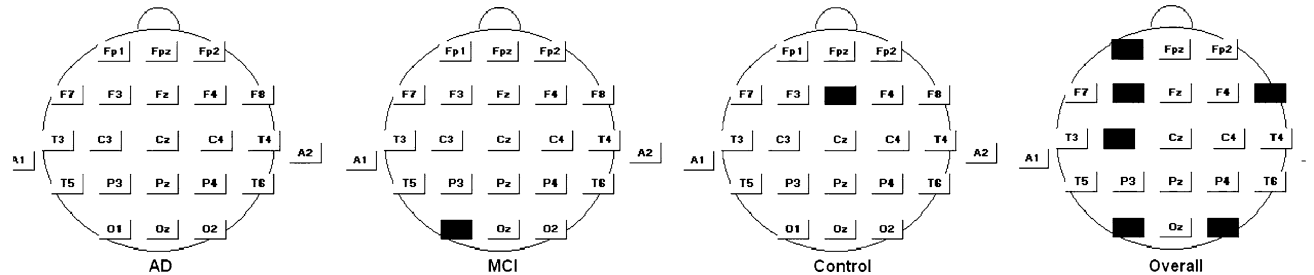 Fp1 Fpz Fp2 Fp1 Fpz Fp2 Fp1 Fpz Fp2 Fpz Fp2
F7 F3 Fz F4 F8 F7 F3 Fz F4 F8 F7 F3 F4 F8 F7 Fz F4
T3 C3 Cz C4 T4 T3 C3 Cz C4 T4 T3 C3 Cz C4 T4 T3 Cz C4 T4
A1 A2 A1 A2 A1 A2 A1
T5 P3 Pz P4 T6 T5 P3 Pz P4 T6 T5 P3 Pz P4 T6 T5 P3 Pz P4 T6
O1 Oz O2 Oz O2 O1 Oz O2 Oz
AD MCI Control Overall